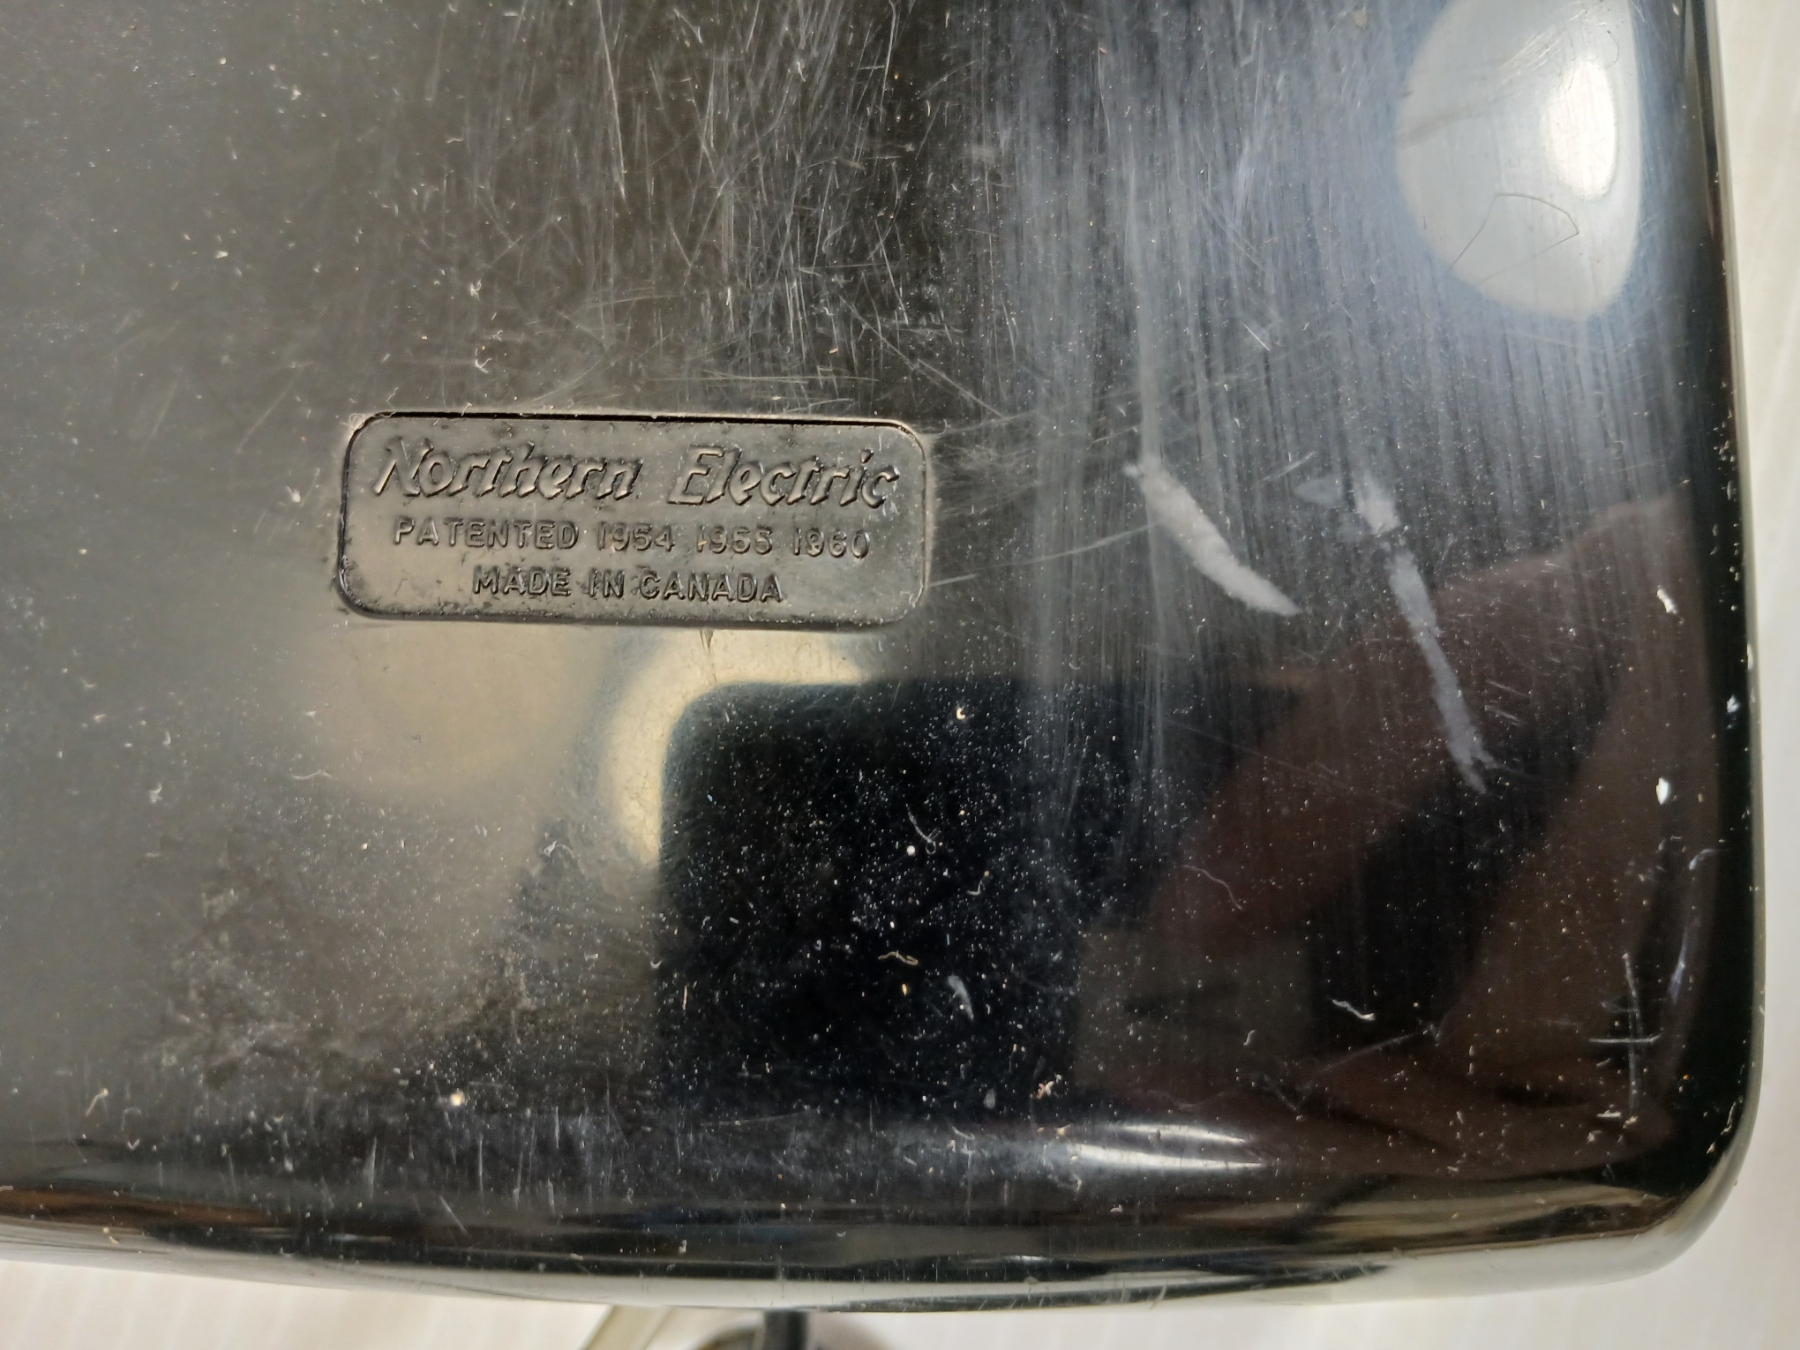 Northern Electric
PATENTED 1954 1955 1960
MADE IN CANADA